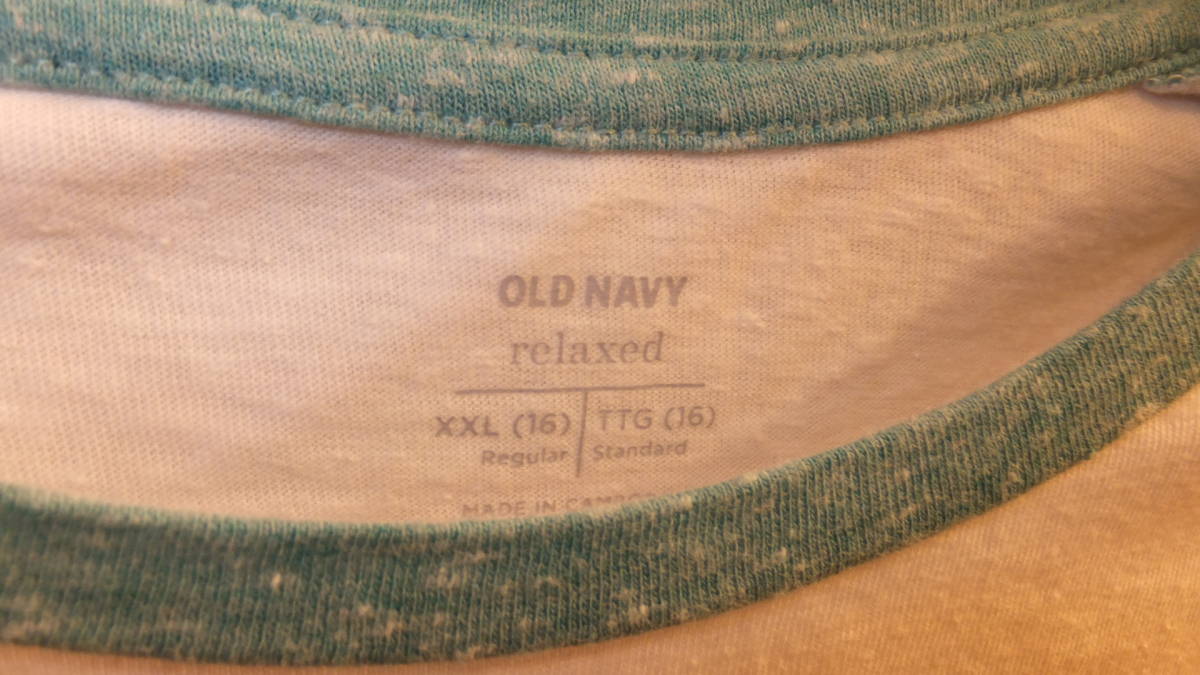 OLD NAVY
relaxed
XXL (16) TTG (16)
Regular Standard
MADE IN